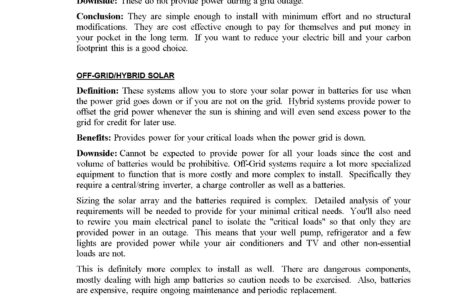 Downside: These do not provide power during a grid outage.
Conclusion: They are simple enough to install with minimum effort and no structural
modifications. They are cost effective enough to pay for themselves and put money in
your pocket in the long term. If you want to reduce your electric bill and your carbon
footprint this is a good choice.
OFF-GRID/HYBRID SOLAR
Definition: These systems allow you to store your solar power in batteries for use when
the power grid goes down or if you are not on the grid. Hybrid systems provide power to
offset the grid power whenever the sun is shining and will even send excess power to the
grid for credit for later use.
Benefits: Provides power for your critical loads when the power grid is down.
Downside: Cannot be expected to provide power for all your loads since the cost and
volume of batteries would be prohibitive. Off-Grid systems require a lot more specialized
equipment to function that is more costly and more complex to install. Specifically they
require a central/string inverter, a charge controller as well as a batteries.
Sizing the solar array and the batteries required is complex. Detailed analysis of your
requirements will be needed to provide for your minimal critical needs. You'll also need
to rewire you main electrical panel to isolate the "critical loads" so that only they are
provided power in an outage. This means that your well pump, refrigerator and a few
lights are provided power while your air conditioners and TV and other non-essential
loads are not.
This is definitely more complex to install as well. There are dangerous components,
mostly dealing with high amp batteries so caution needs to be exercised. Also, batteries
are expensive, require ongoing maintenance and periodic replacement.